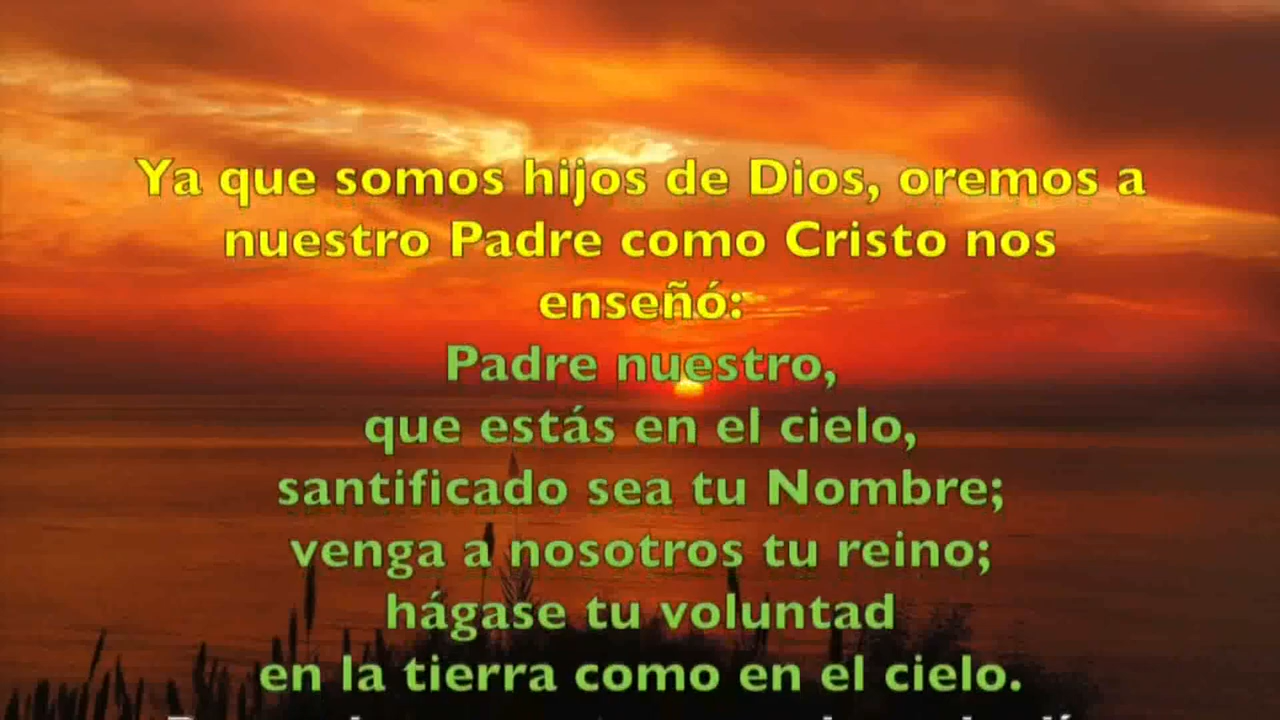 Ya que somos hijos de Dios, oremos a
nuestro Padre como Cristo nos
enseñó:
Padre nuestro,
que estás en el cielo,
santificado sea tu Nombre;
venga a nosotros tu reino;
hágase tu voluntad
en la tierra como en el cielo.